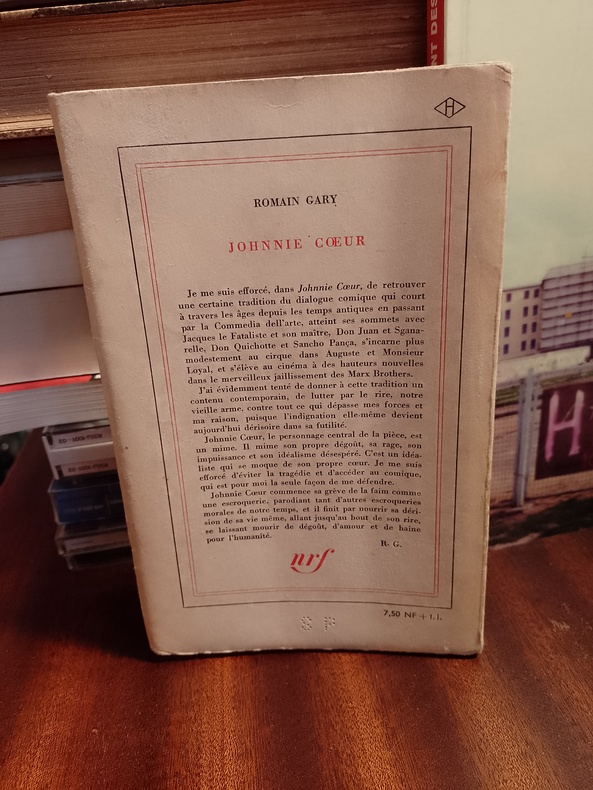 NT DES
H
ROMAIN GARY
JOHNNIE CŒUR
Je me suis efforcé, dans Johnnie Cœur, de retrouver
une certaine tradition du dialogue comique qui court
à travers les âges depuis les temps antiques en passant
par la Commedia dell'arte, atteint ses sommets avec
Jacques le Fataliste et son maître, Don Juan et Sgana-
relle, Don Quichotte et Sancho Pança, s'incarne plus
modestement au cirque dans Auguste et Monsieur
Loyal, et s'élève au cinéma à des hauteurs nouvelles
dans le merveilleux jaillissement des Marx Brothers.
J'ai évidemment tenté de donner à cette tradition un
contenu contemporain, de lutter par le rire, notre
vieille arme, contre tout ce qui dépasse mes forces et
ma raison, puisque l'indignation elle-même devient
aujourd'hui dérisoire dans sa futilité.
Johnnie Cœur, le personnage central de la pièce, est
un mime. Il mime son propre dégoût, sa rage, son
impuissance et son idéalisme désespéré. C'est un idéa-
liste qui se moque de son propre cœur. Je me suis
efforcé d'éviter la tragédie et d'accéder au comique,
qui est pour moi la seule façon de me défendre.
Johnnie Cœur commence sa grève de la faim comme
une escroquerie, parodiant tant d'autres escroqueries
morales de notre temps, et il finit par nourrir sa déri-
sion de sa vie même, allant jusqu'au bout de son rire,
se laissant mourir de dégoût, d'amour et de haine
pour l'humanité.
R. G.
nrf
7,50 NF + t.l.
S P
H